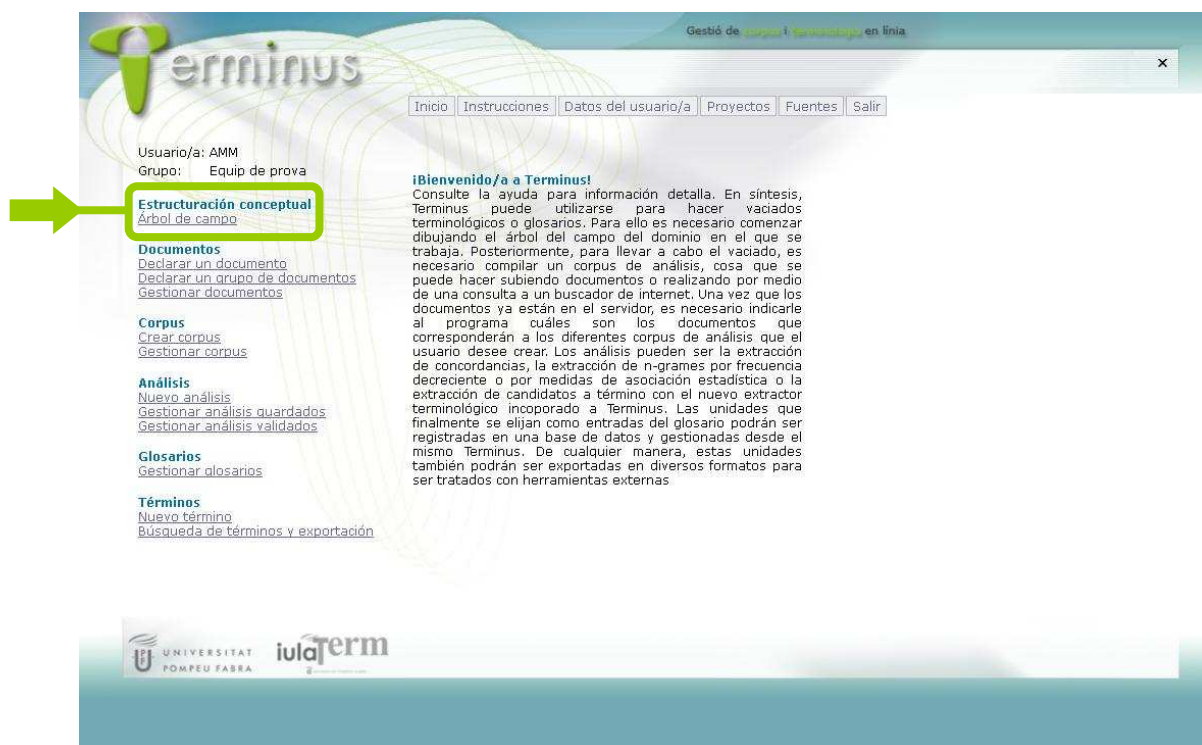 Gestió de corpus i terminologia en línia
Terminus
x
Inicio Instrucciones Datos del usuario/a Proyectos Fuentes Salir
Usuario/a: AMM
Grupo: Equip de prova
Estructuración conceptual
Árbol de campo
Documentos
Declarar un documento
Declarar un grupo de documentos
Gestionar documentos
Corpus
Crear corpus
Gestionar corpus
Análisis
Nuevo análisis
Gestionar análisis guardados
Gestionar análisis validados
Glosarios
Gestionar glosarios
Términos
Nuevo término
Búsqueda de términos y exportación
¡Bienvenido/a a Terminus!
Consulte la ayuda para información detalla. En síntesis,
Terminus puede utilizarse para hacer vaciados
terminológicos o glosarios. Para ello es necesario comenzar
dibujando el árbol del campo del dominio en el que se
trabaja. Posteriormente, para llevar a cabo el vaciado, es
necesario compilar un corpus de análisis, cosa que se
puede hacer subiendo documentos o realizando por medio
de una consulta a un buscador de internet. Una vez que los
documentos ya están en el servidor, es necesario indicarle
al programa cuáles son los documentos que
corresponderán a los diferentes corpus de análisis que el
usuario desee crear. Los análisis pueden ser la extracción
de concordancias, la extracción de n-grames por frecuencia
decreciente o por medidas de asociación estadística o la
extracción de candidatos a término con el nuevo extractor
terminológico incoporado a Terminus. Las unidades que
finalmente se elijan como entradas del glosario podrán ser
registradas en una base de datos y gestionadas desde el
mismo Terminus. De cualquier manera, estas unidades
también podrán ser exportadas en diversos formatos para
ser tratados con herramientas externas
UNIVERSITAT
POMPEU FABRA
iulaTerm